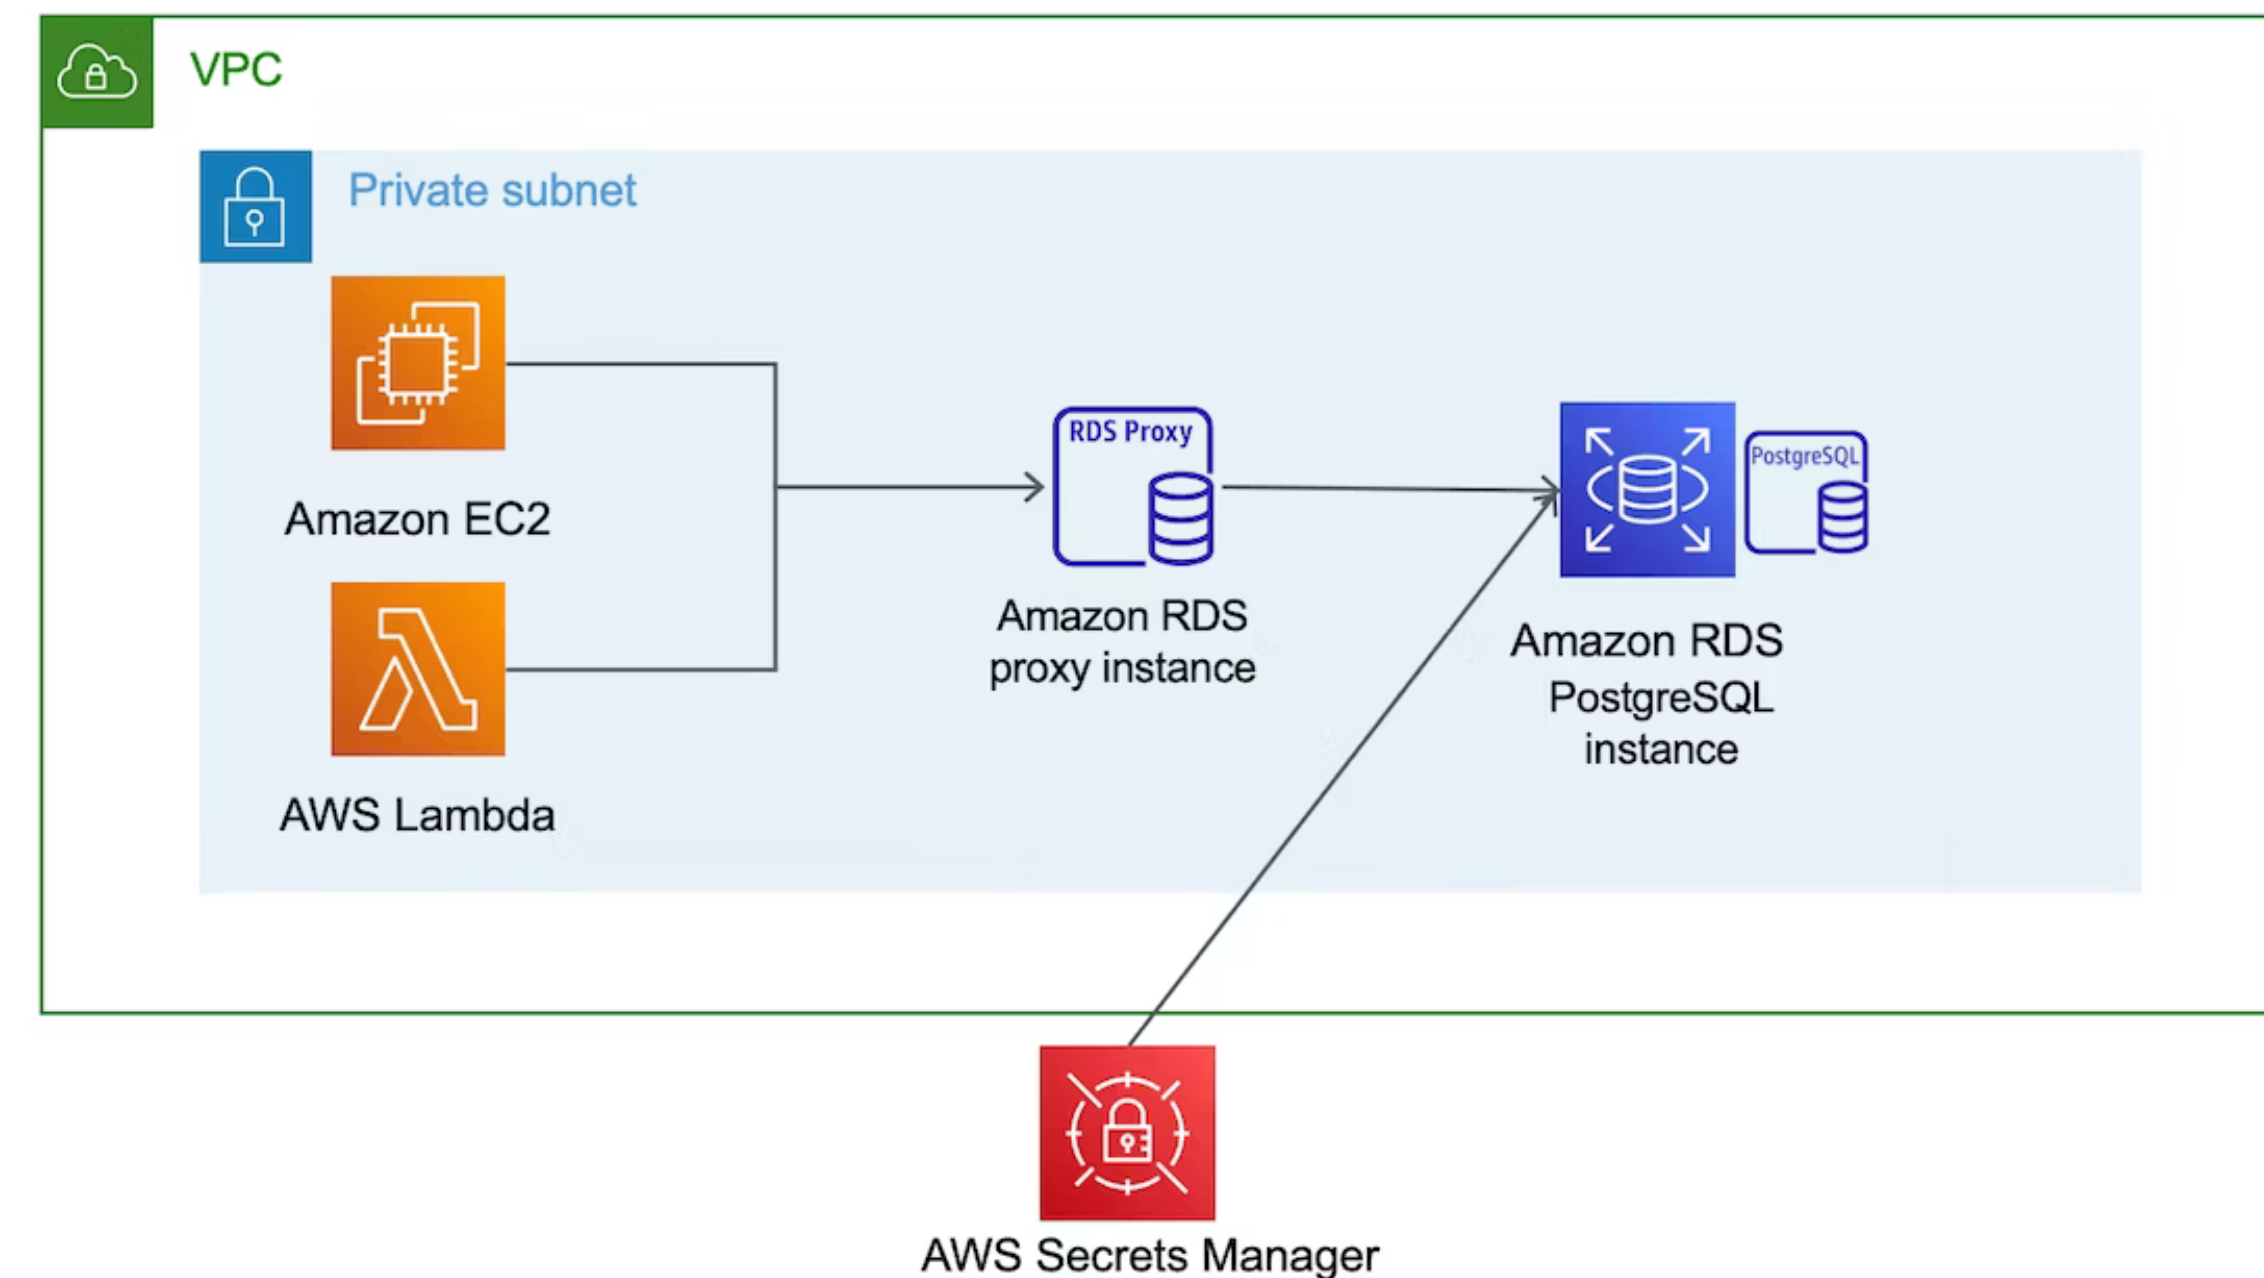 VPC
Private subnet
Amazon EC2
AWS Lambda
RDS Proxy
Amazon RDS
proxy instance
PostgreSQL
Amazon RDS
PostgreSQL
instance
AWS Secrets Manager